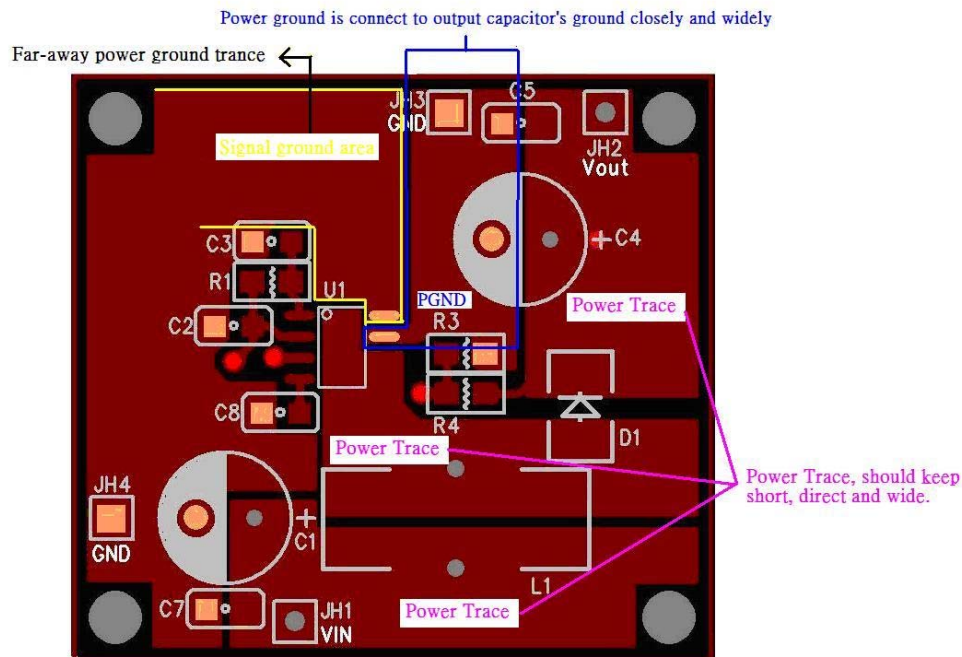 Power ground is connect to output capacitor's ground closely and widely
Far-away power ground trance
JH3
GND
C5
Signal ground area
JH2
Vout
C3
C4
R1
U1
PGND
Power Trace
C2
R3
C8
R4
D1
Power Trace
Power Trace, should keep
short, direct and wide.
JH4
GND
C1
L1
C7
JH1
VIN
Power Trace